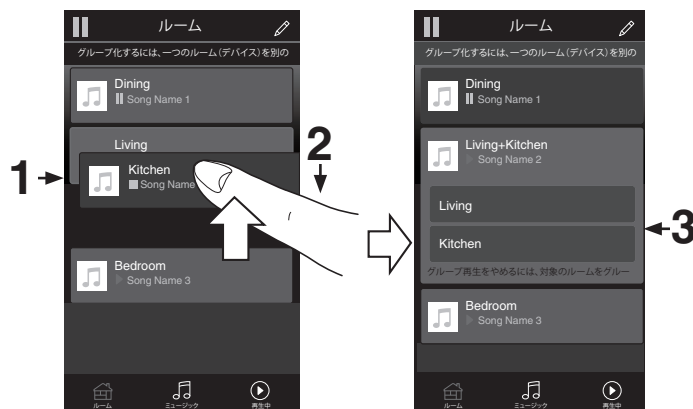 ルーム
グループ化するには、一つのルーム（デバイス）を別の
Dining
Song Name 1
Living
Kitchen
Song Name
Bedroom
Song Name 3
ルーム
ミュージック
再生中
1
2
ルーム
グループ化するには、一つのルーム（デバイス）を別の
Dining
Song Name 1
Living+Kitchen
Song Name 2
Living
Kitchen
グループ再生をやめるには、対象のルームをグルー
Bedroom
Song Name 3
ルーム
ミュージック
再生中
3